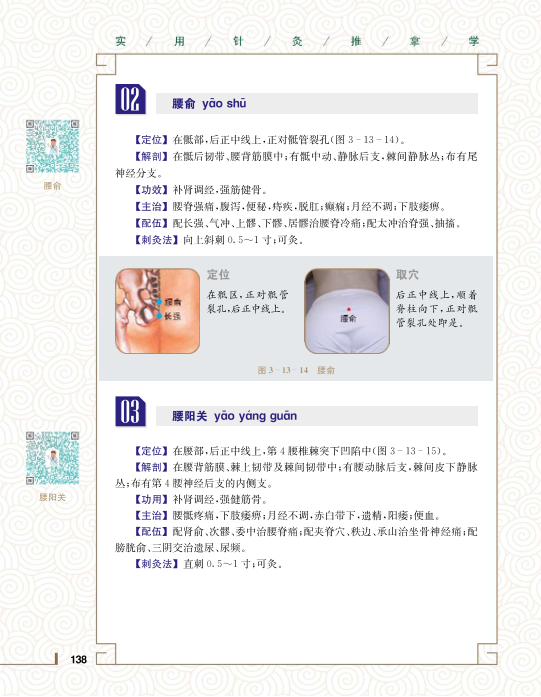 实 / 用 / 针 / 灸 / 推 / 拿 / 学
02
腰俞 yāo shū
腰俞
【定位】在骶部,后正中线上,正对骶管裂孔(图 3-13-14)。
【解剖】在骶后韧带、腰背筋膜中;有骶中动、静脉后支,棘间静脉丛;布有尾
神经分支。
【功效】补肾调经,强筋健骨。
【主治】腰脊强痛,腹泻,便秘,痔疾,脱肛;癫痫;月经不调;下肢痿痹。
【配伍】配长强、气冲、上髎、下髎、居髎治腰脊冷痛;配太冲治脊强、抽搐。
【刺灸法】向上斜刺 0.5～1 寸;可灸。
腰俞
长强
定位
在骶区,正对骶管
裂孔,后正中线上。
腰俞
取穴
后正中线上,顺着
脊柱向下,正对骶
管裂孔处即是。
图 3-13-14 腰俞
03
腰阳关 yāo yáng guān
腰阳关
【定位】在腰部,后正中线上,第 4 腰椎棘突下凹陷中(图 3-13-15)。
【解剖】在腰背筋膜、棘上韧带及棘间韧带中;有腰动脉后支,棘间皮下静脉
丛;布有第 4 腰神经后支的内侧支。
【功用】补肾调经,强健筋骨。
【主治】腰骶疼痛,下肢痿痹;月经不调,赤白带下,遗精,阳痿;便血。
【配伍】配肾俞、次髎、委中治腰脊痛;配夹脊穴、秩边、承山治坐骨神经痛;配
膀胱俞、三阴交治遗尿、尿频。
【刺灸法】直刺 0.5～1 寸;可灸。
138